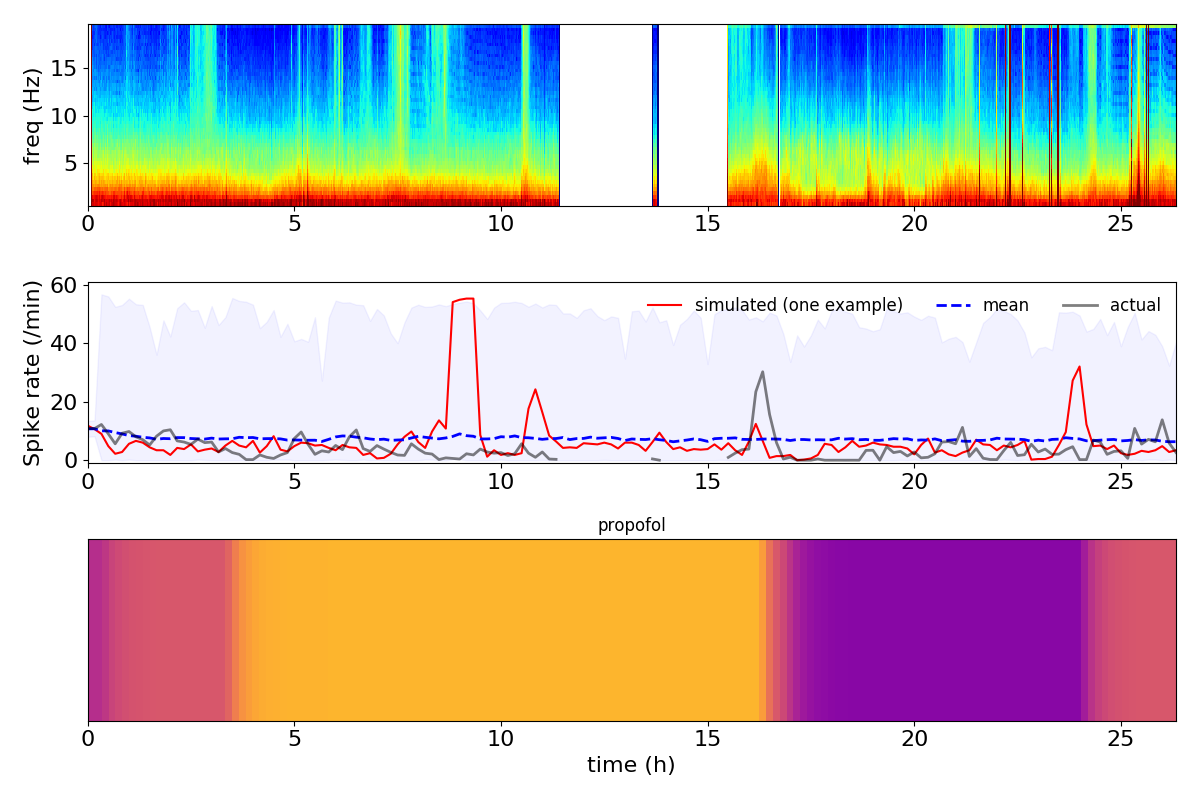 freq (Hz)
15
10
5
0 5 10 15 20 25
Spike rate (/min)
60
40
20
0
simulated (one example) mean actual
0 5 10 15 20 25
propofol
0 5 10 15 20 25
time (h)